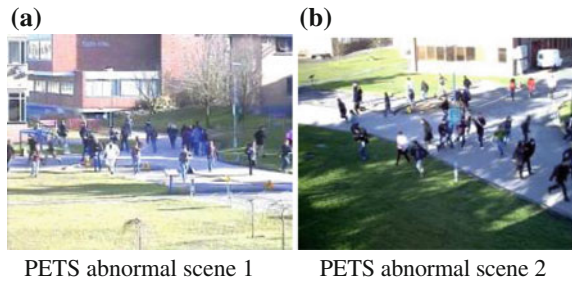 (a)
(b)
PETS abnormal scene 1
PETS abnormal scene 2